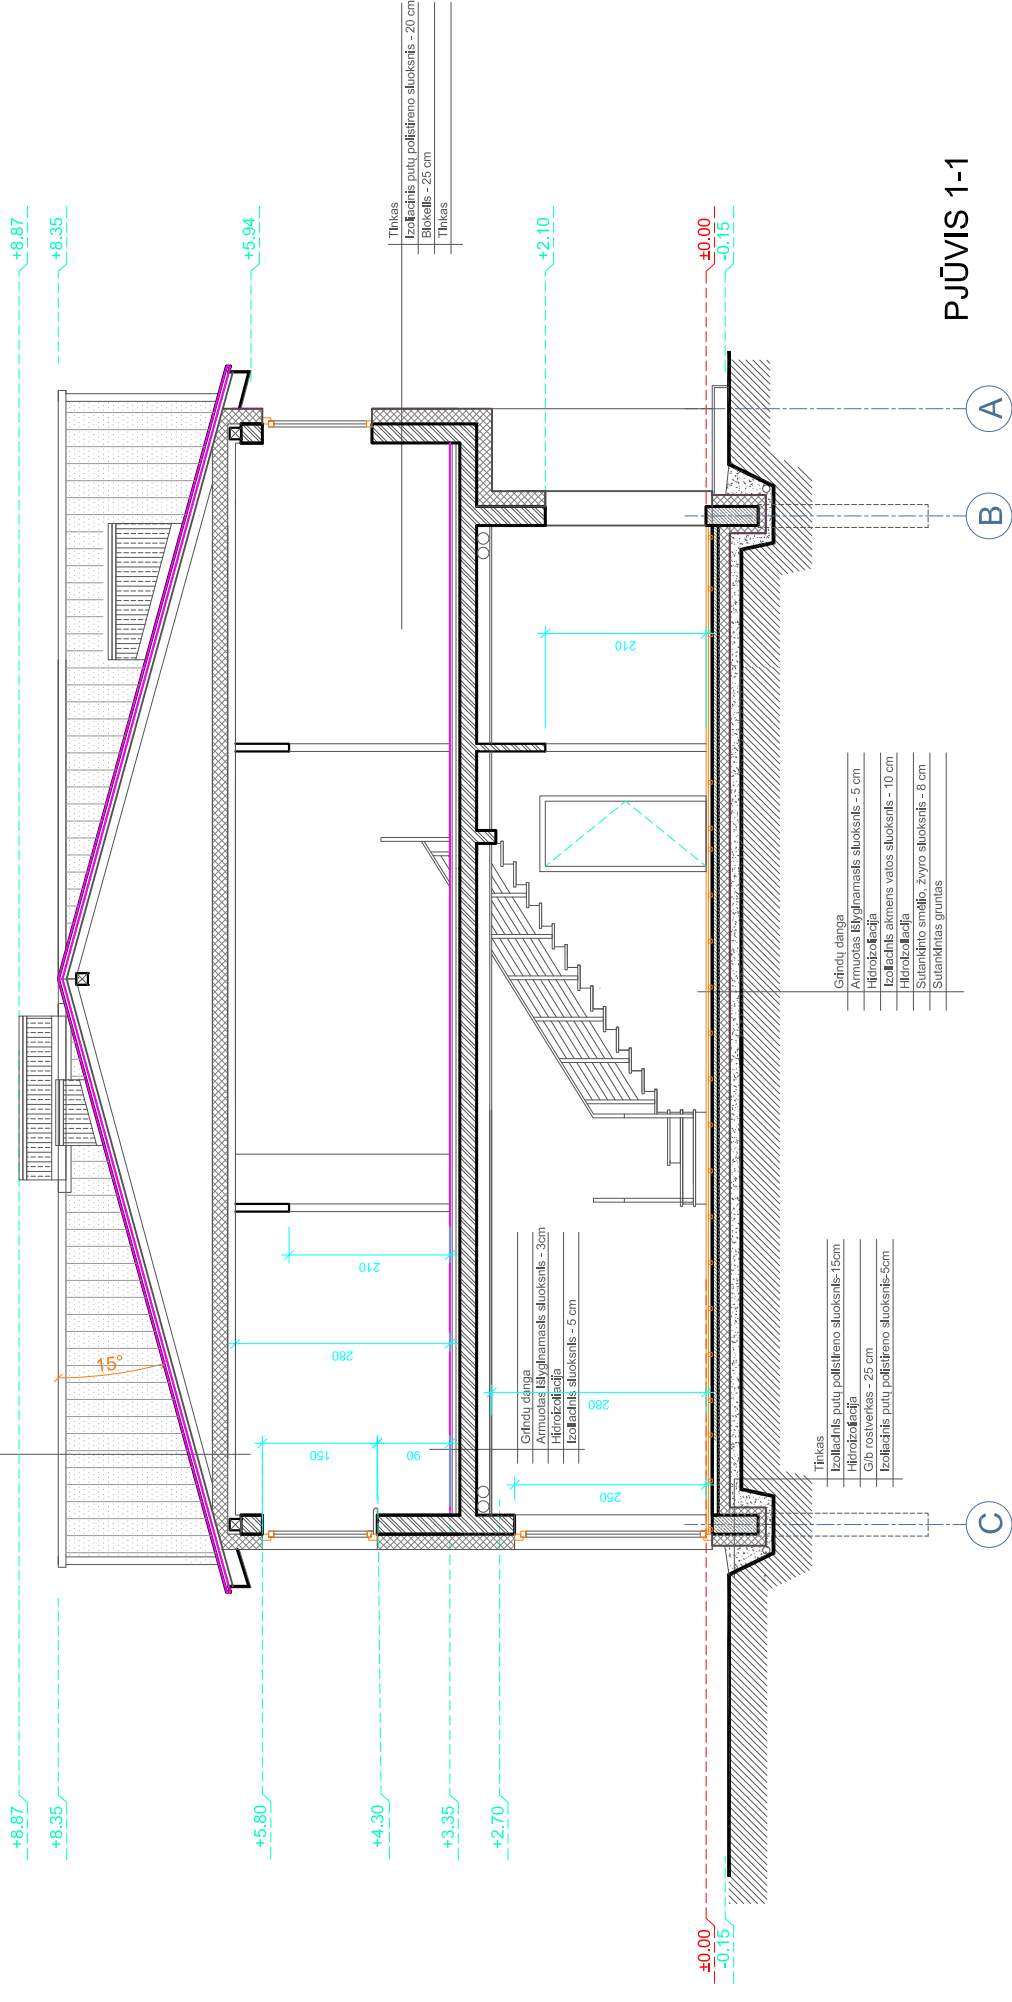 +8.87
+8.35
+5.94
+2.10
±0.00
-0.15
Tinkas
Izoliacinis putų polistireno sluoksnis - 20 cm
Blokelis - 25 cm
Tinkas
PJŪVIS 1-1
A
B
C
15°
210
280
150
90
210
280
250
Grindų danga
Armuotas išlyginamasis sluoksnis - 3cm
Hidroizoliacija
Izoliacinis sluoksnis - 5 cm
Grindų danga
Armuotas išlyginamasis sluoksnis - 5 cm
Hidroizoliacija
Izoliacinis akmens vatos sluoksnis - 10 cm
Hidroizoliacija
Sutankinto smėlio, žvyro sluoksnis - 8 cm
Sutankintas gruntas
Tinkas
Izoliacinis putų polistireno sluoksnis-15cm
Hidroizoliacija
G/b rostverkas - 25 cm
Izoliacinis putų polistireno sluoksnis-5cm
+8.87
+8.35
+5.80
+4.30
+3.35
+2.70
±0.00
-0.15